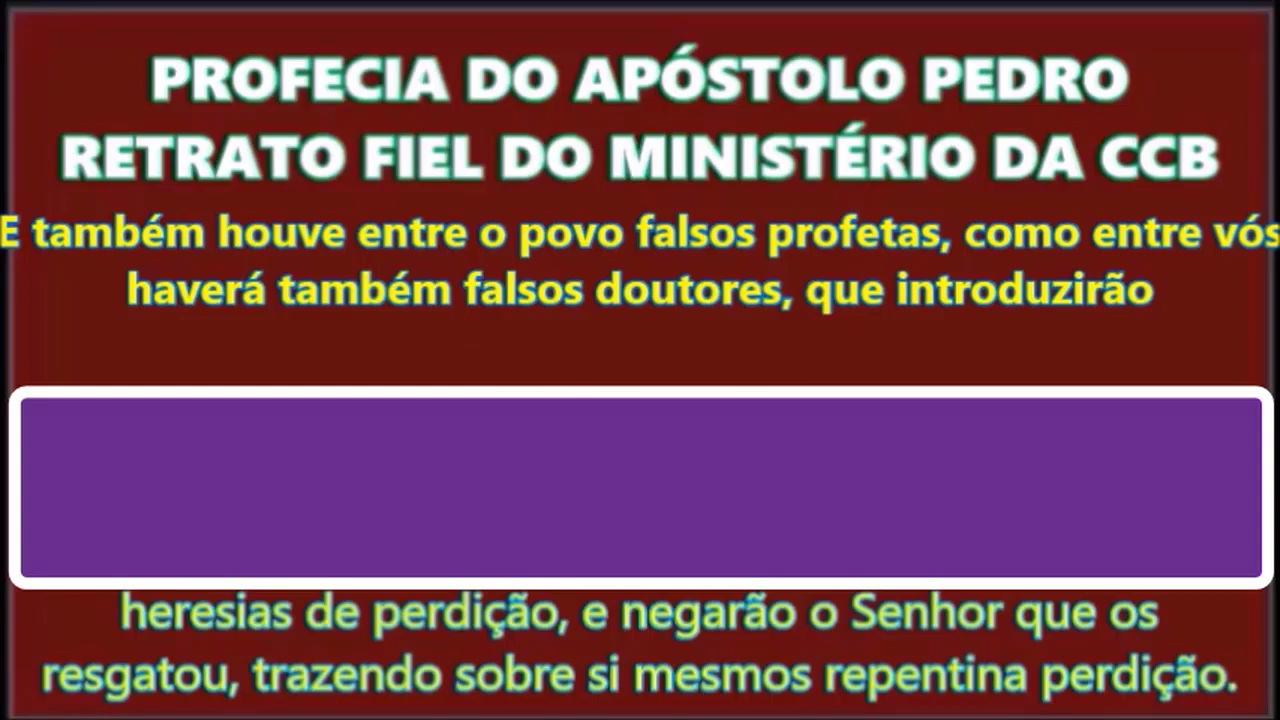 PROFECIA DO APÓSTOLO PEDRO
RETRATO FIEL DO MINISTÉRIO DA CCB
E também houve entre o povo falsos profetas, como entre vós
haverá também falsos doutores, que introduzirão
heresias de perdição, e negarão o Senhor que os
resgatou, trazendo sobre si mesmos repentina perdição.